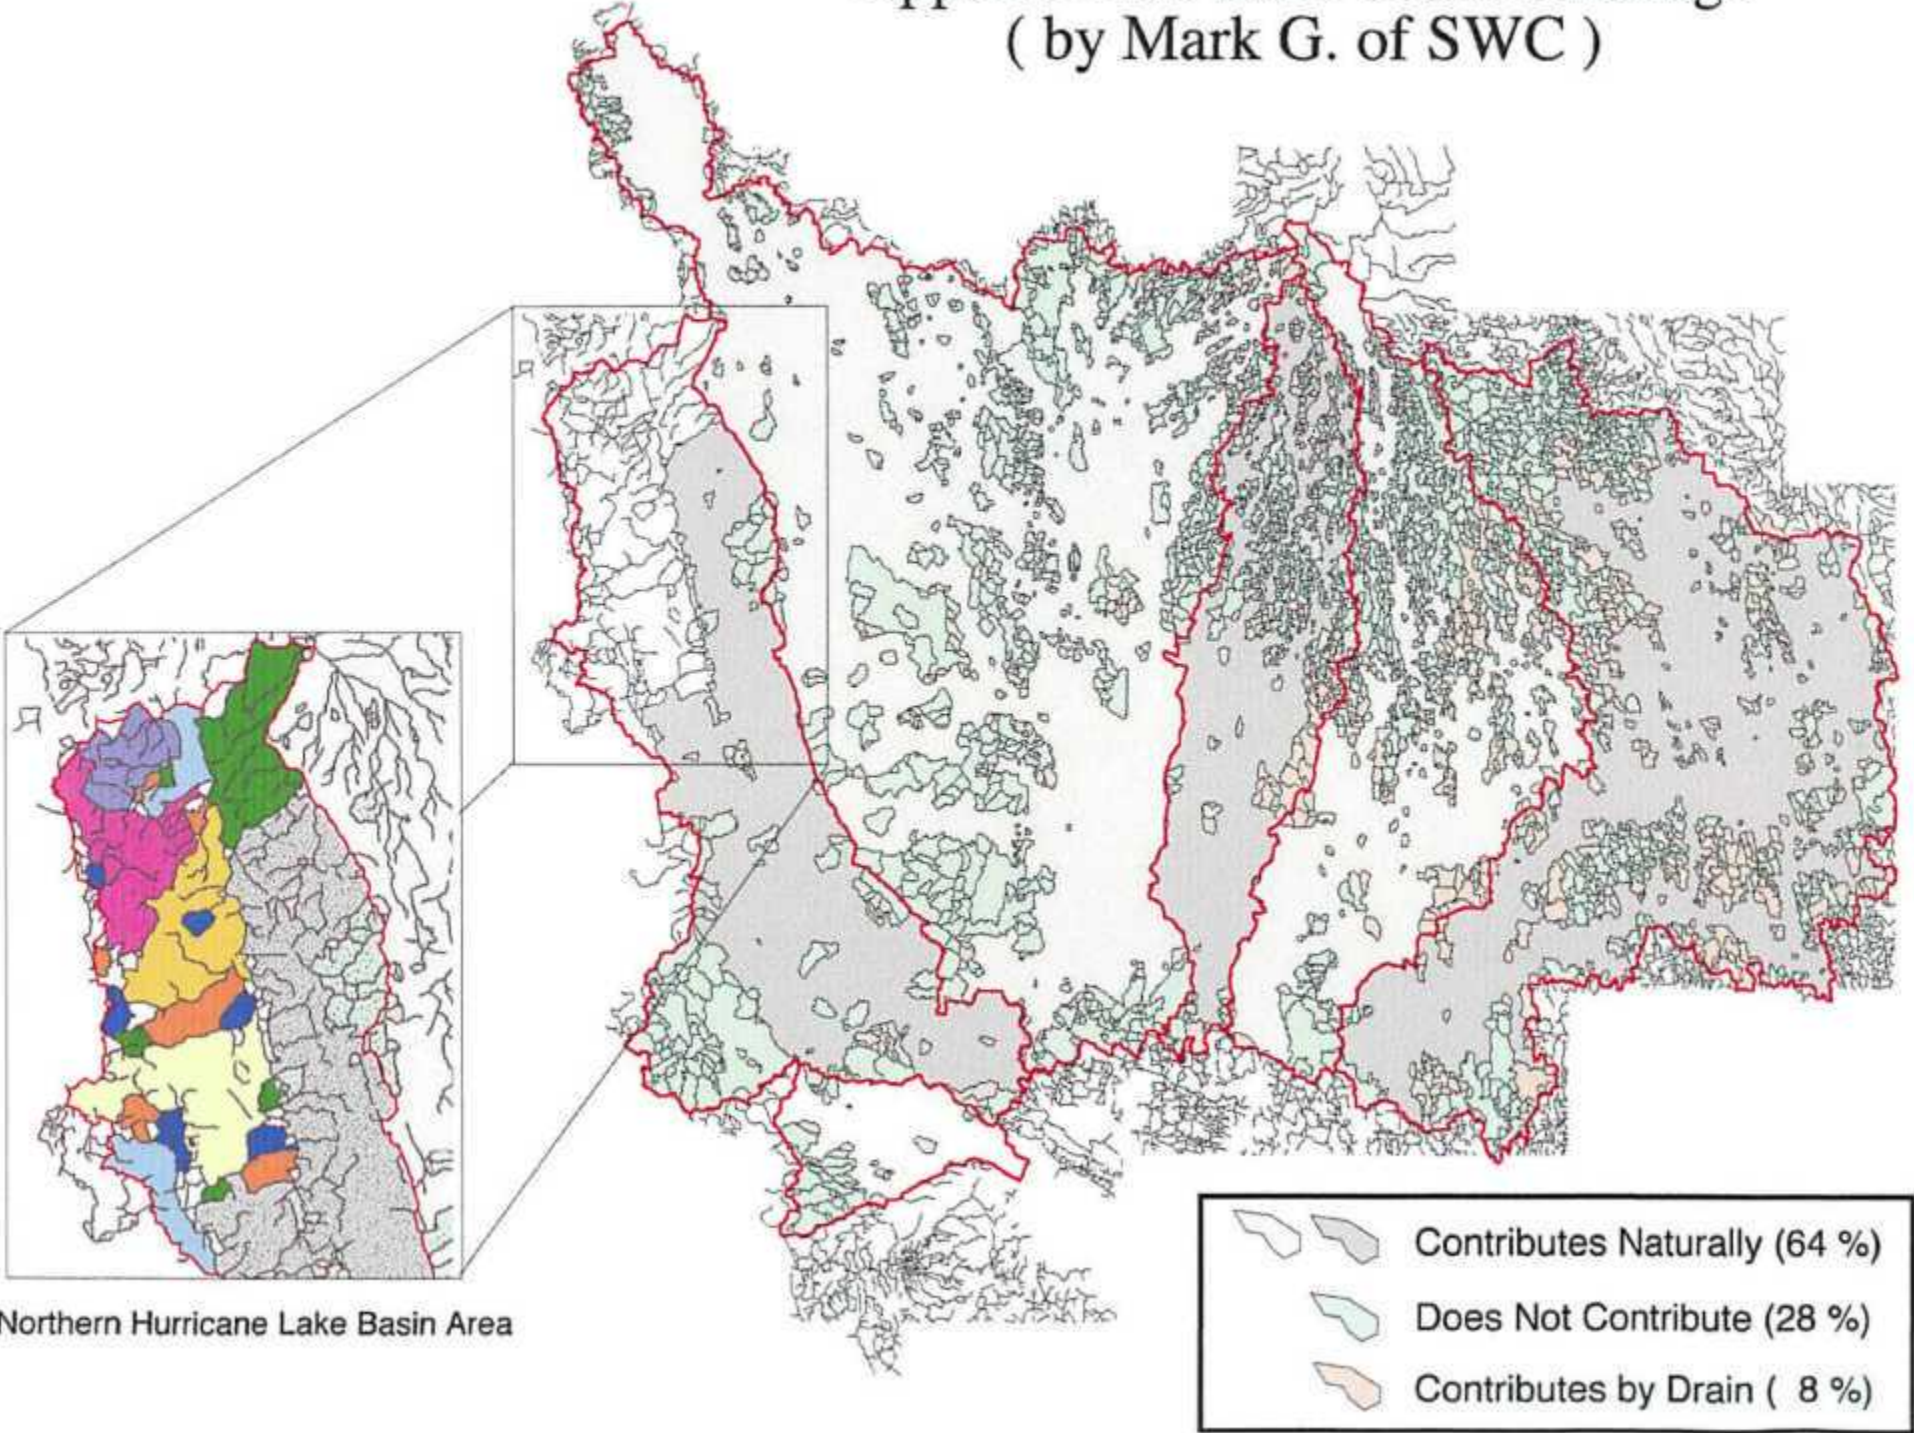 ( by Mark G. of SWC )
Northern Hurricane Lake Basin Area
Contributes Naturally (64 %)
Does Not Contribute (28 %)
Contributes by Drain ( 8 %)